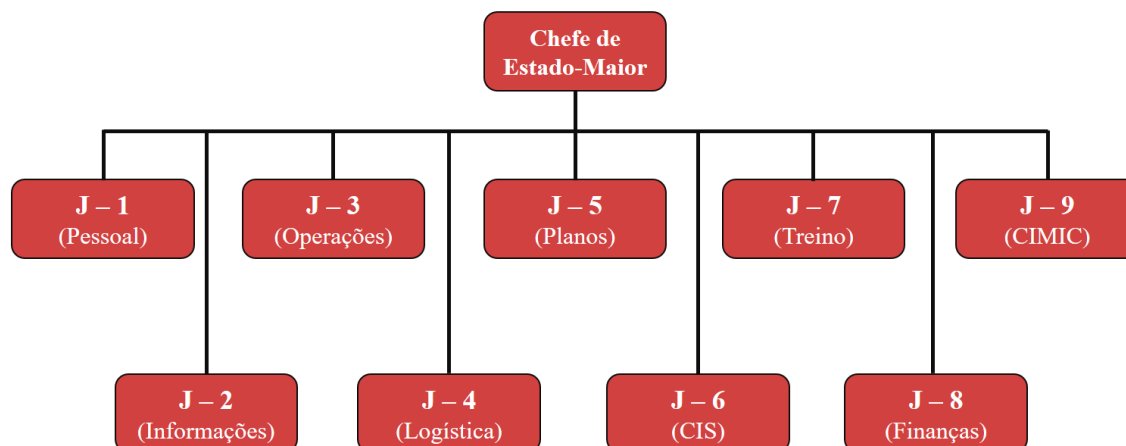 Chefe de
Estado-Maior
J – 1
(Pessoal)
J – 3
(Operações)
J – 5
(Planos)
J – 7
(Treino)
J – 9
(CIMIC)
J – 2
(Informações)
J – 4
(Logística)
J – 6
(CIS)
J – 8
(Finanças)